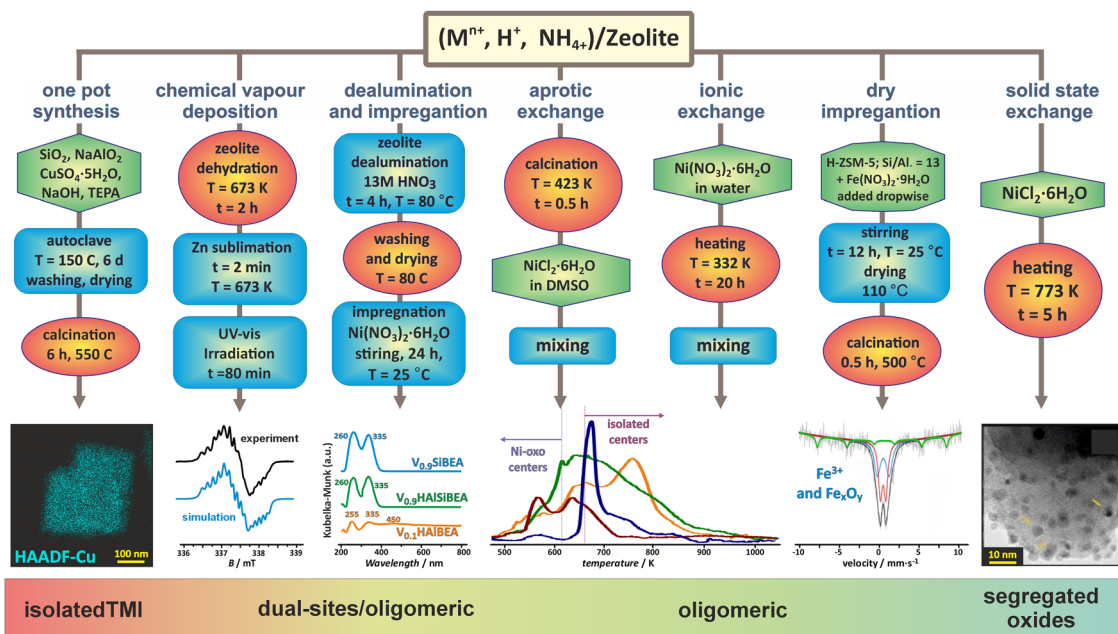 (Mⁿ⁺, H⁺, NH₄₊)/Zeolite
one pot
synthesis
SiO₂, NaAlO₂
CuSO₄·5H₂O,
NaOH, TEPA
autoclave
T = 150 C, 6 d
washing, drying
calcination
6 h, 550 C
HAADF-Cu
100 nm
chemical vapour
deposition
zeolite
dehydration
T = 673 K
t = 2 h
Zn sublimation
t = 2 min
T = 673 K
UV-vis
Irradiation
t =80 min
experiment
simulation
336 337 338 339
B / mT
dealumination
and impregantion
zeolite
dealumination
13M HNO₃
t = 4 h, T = 80 °C
washing
and drying
T = 80 C
impregnation
Ni(NO₃)₂·6H₂O
stiring, 24 h,
T = 25 °C
Kubelka-Munk (a.u.)
260 335
V₀.₉SiBEA
260 335
V₀.₉HAlSiBEA
255 335 450
V₀.₁HAlBEA
200 400 600 800
Wavelength / nm
aprotic
exchange
calcination
T = 423 K
t = 0.5 h
NiCl₂·6H₂O
in DMSO
mixing
ionic
exchange
Ni(NO₃)₂·6H₂O
in water
heating
T = 332 K
t = 20 h
mixing
isolated
centers
Ni-oxo
centers
500 600 700 800 900 1000
temperature / K
dry
impregantion
H-ZSM-5; Si/Al. = 13
+ Fe(NO₃)₂·9H₂O
added dropwise
stirring
t = 12 h, T = 25 °C
drying
110 °C
calcination
0.5 h, 500 °C
Fe³⁺
and FeₓOᵧ
-10 -5 0 5 10
velocity / mm·s⁻¹
solid state
exchange
NiCl₂·6H₂O
heating
T = 773 K
t = 5 h
10 nm
isolatedTMI
dual-sites/oligomeric
oligomeric
segregated
oxides